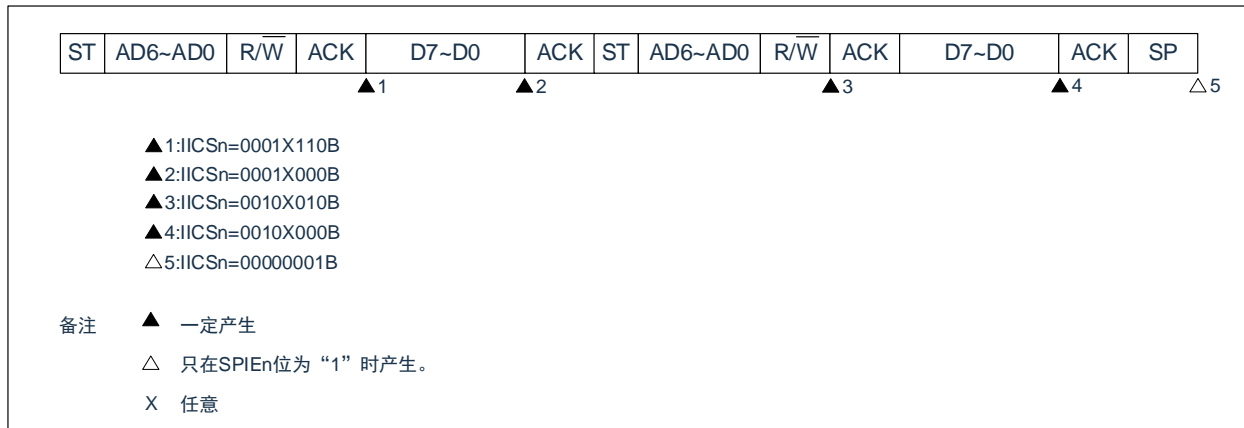 ST AD6~AD0 R/W ACK D7~D0 ACK ST AD6~AD0 R/W ACK D7~D0 ACK SP
▲1 ▲2 ▲3 ▲4 △5
▲1:IICSn=0001X110B
▲2:IICSn=0001X000B
▲3:IICSn=0010X010B
▲4:IICSn=0010X000B
△5:IICSn=00000001B
备注 ▲ 一定产生
△ 只在SPIEn位为“1”时产生。
X 任意